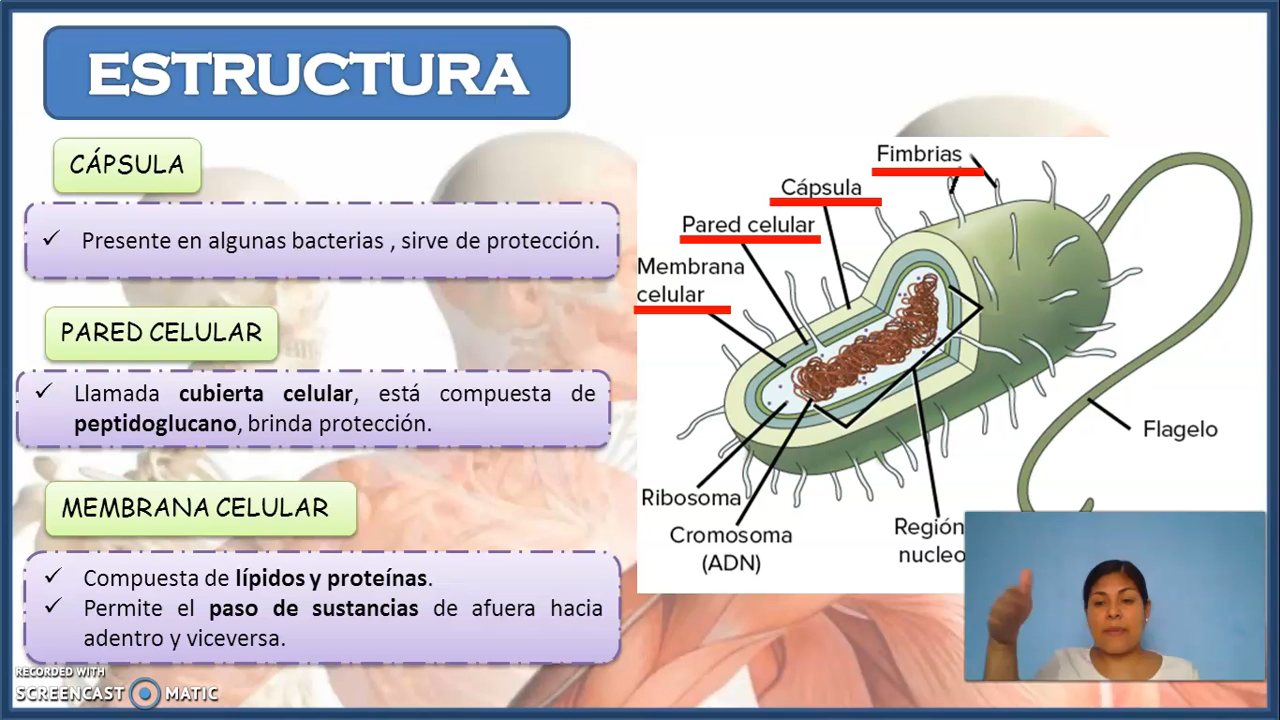 ESTRUCTURA
CÁPSULA
✓ Presente en algunas bacterias , sirve de protección.
PARED CELULAR
✓ Llamada cubierta celular, está compuesta de
peptidoglucano, brinda protección.
MEMBRANA CELULAR
✓ Compuesta de lípidos y proteínas.
✓ Permite el paso de sustancias de afuera hacia
adentro y viceversa.
Fimbrias
Cápsula
Pared celular
Membrana
celular
Flagelo
Ribosoma
Cromosoma
(ADN)
Región
nucleo
RECORDED WITH
SCREENCAST MATIC